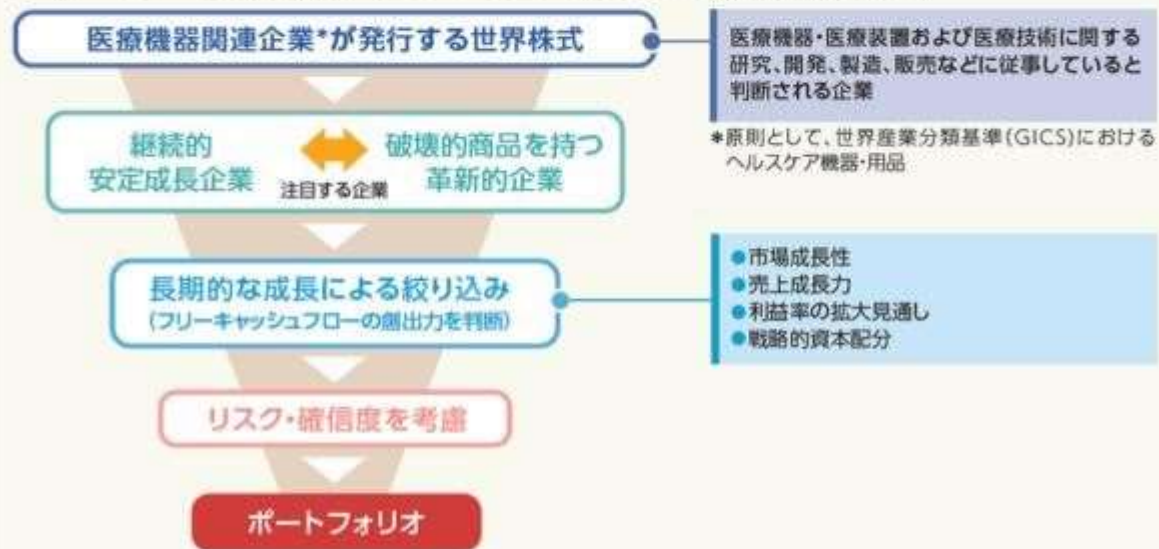 医療機器関連企業*が発行する世界株式
医療機器・医療装置および医療技術に関する
研究、開発、製造、販売などに従事していると
判断される企業
*原則として、世界産業分類基準(GICS)における
ヘルスケア機器・用品
継続的
安定成長企業
注目する企業
破壊的商品を持つ
革新的企業
長期的な成長による絞り込み
(フリーキャッシュフローの創出力を判断)
●市場成長性
●売上成長力
●利益率の拡大見通し
●戦略的資本配分
リスク・確信度を考慮
ポートフォリオ